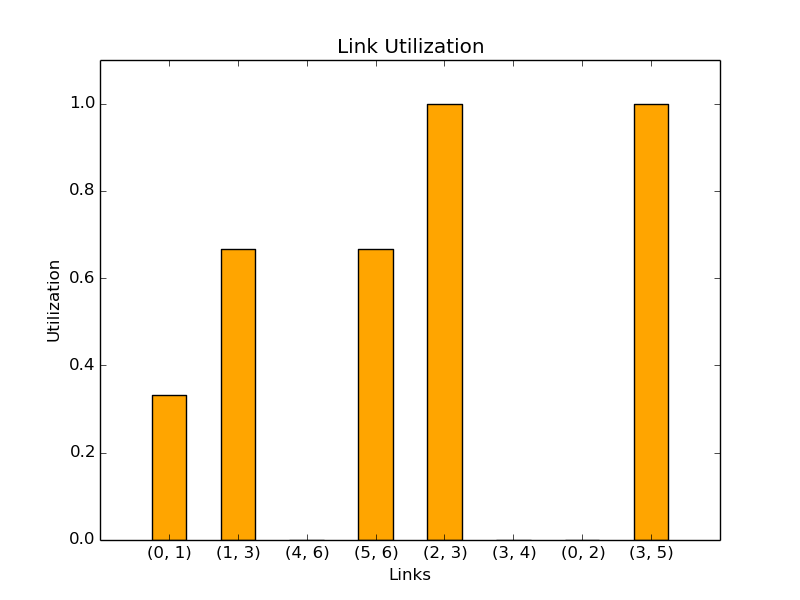 Link Utilization
1.0
0.8
0.6
0.4
0.2
0.0
Utilization
(0, 1) (1, 3) (4, 6) (5, 6) (2, 3) (3, 4) (0, 2) (3, 5)
Links